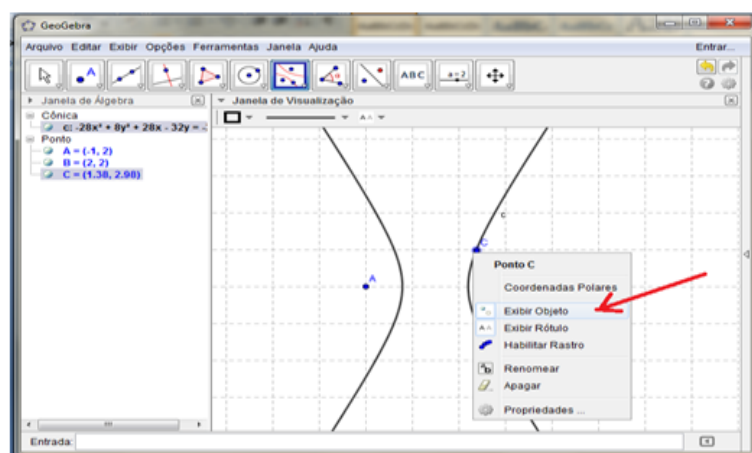 GeoGebra
Arquivo Editar Exibir Opções Ferramentas Janela Ajuda Entrar...
ABC a=2
Janela de Álgebra
Janela de Visualização
Cônica
c: -28x² + 8y² + 28x - 32y = -
AA
Ponto
A = (-1, 2)
B = (2, 2)
C = (1.38, 2.98)
c
C
A
Ponto C
Coordenadas Polares
Exibir Objeto
AA Exibir Rótulo
Habilitar Rastro
Renomear
Apagar
Propriedades ...
Entrada: